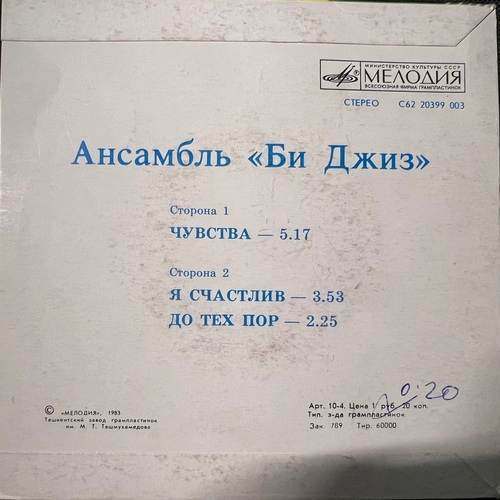 МИНИСТЕРСТВО КУЛЬТУРЫ СССР
МЕЛОДИЯ
ВСЕСОЮЗНАЯ ФИРМА ГРАМПЛАСТИНОК
СТЕРЕО С62 20399 003
Ансамбль «Би Джиз»
Сторона 1
ЧУВСТВА — 5.17
Сторона 2
Я СЧАСТЛИВ — 3.53
ДО ТЕХ ПОР — 2.25
© «МЕЛОДИЯ», 1983
Ташкентский завод грампластинок
им. М. Т. Ташмухамедова
0-20
Арт. 10-4. Цена 1 руб. 20 коп.
Тип. з-да грампластинок
Зак. 789 Тир. 60000